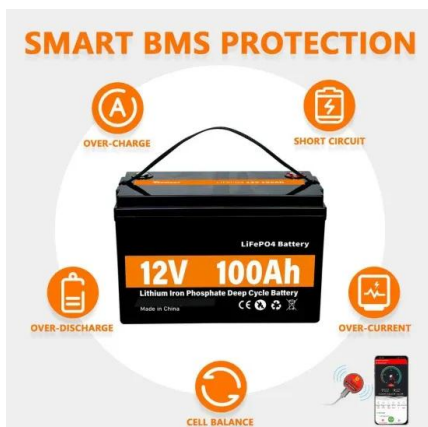 SMART BMS PROTECTION
OVER-CHARGE
SHORT CIRCUIT
LiFePO4 Battery
12V 100Ah
Lithium Iron Phosphate Deep Cycle Battery
Made in China
CE
OVER-DISCHARGE
OVER-CURRENT
CELL BALANCE